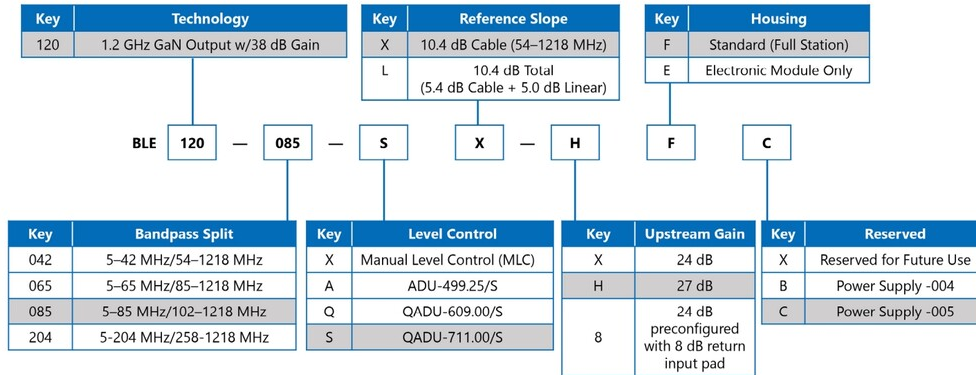 Key Technology
120 1.2 GHz GaN Output w/38 dB Gain
Key Reference Slope
X 10.4 dB Cable (54–1218 MHz)
L 10.4 dB Total
(5.4 dB Cable + 5.0 dB Linear)
Key Housing
F Standard (Full Station)
E Electronic Module Only
BLE 120 — 085 — S X — H F C
Key Bandpass Split
042 5–42 MHz/54–1218 MHz
065 5–65 MHz/85–1218 MHz
085 5–85 MHz/102–1218 MHz
204 5-204 MHz/258-1218 MHz
Key Level Control
X Manual Level Control (MLC)
A ADU-499.25/S
Q QADU-609.00/S
S QADU-711.00/S
Key Upstream Gain
X 24 dB
H 27 dB
8 24 dB
preconfigured
with 8 dB return
input pad
Key Reserved
X Reserved for Future Use
B Power Supply -004
C Power Supply -005